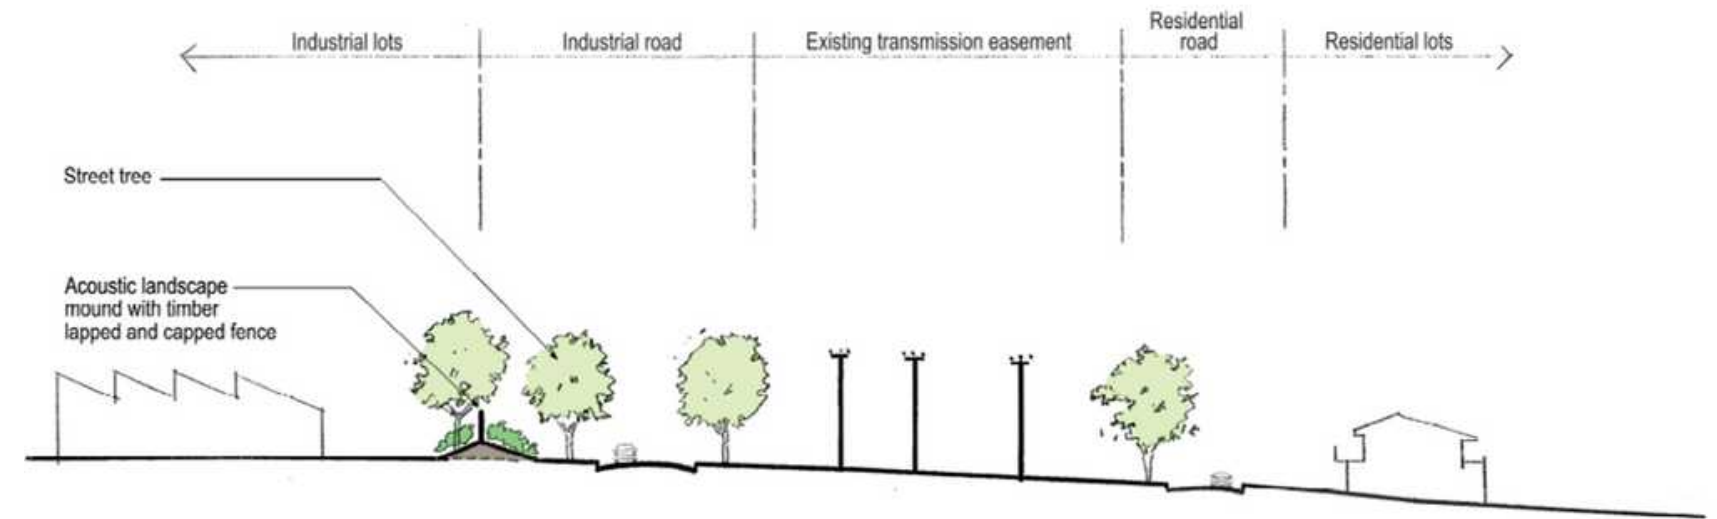 Industrial lots
Industrial road
Existing transmission easement
Residential
road
Residential lots
Street tree
Acoustic landscape
mound with timber
lapped and capped fence